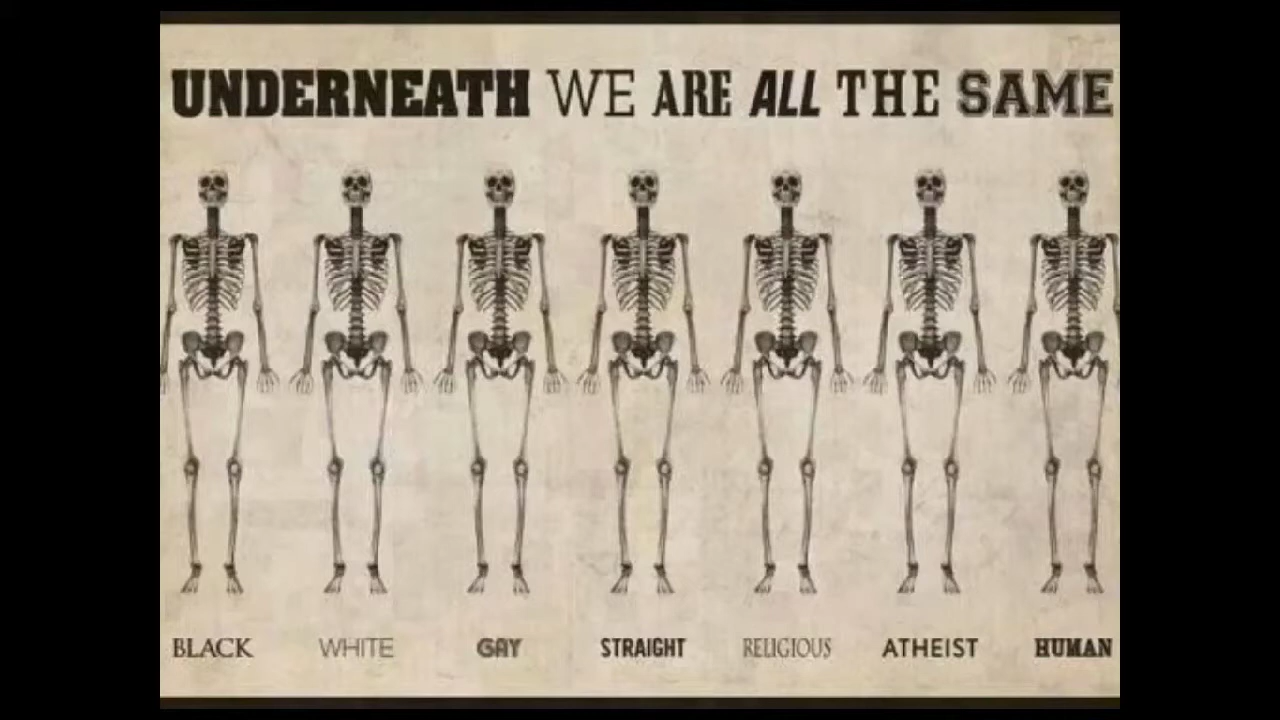 UNDERNEATH WE ARE ALL THE SAME
BLACK WHITE GAY STRAIGHT RELIGIOUS ATHEIST HUMAN